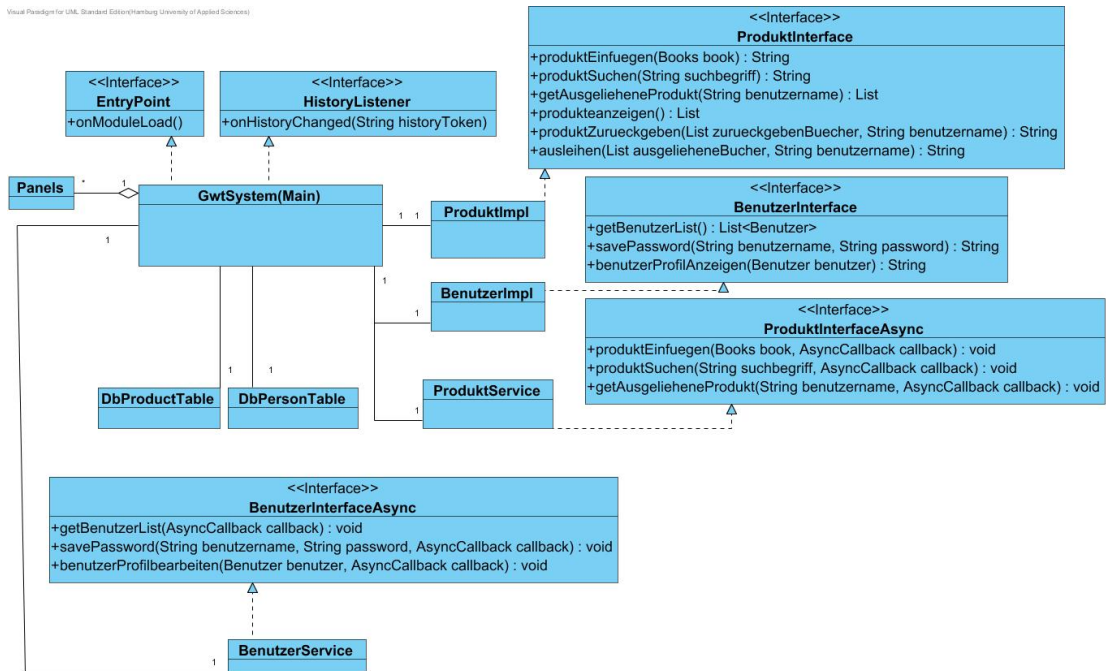 Visual Paradigm for UML Standard Edition(Hamburg University of Applied Sciences)
<<Interface>>
ProduktInterface
+produktEinfuegen(Books book) : String
+produktSuchen(String suchbegriff) : String
+getAusgelieheneProdukt(String benutzername) : List
+produkteanzeigen() : List
+produktZurueckgeben(List zurueckgebenBuecher, String benutzername) : String
+ausleihen(List ausgelieheneBucher, String benutzername) : String
<<Interface>>
EntryPoint
+onModuleLoad()
<<Interface>>
HistoryListener
+onHistoryChanged(String historyToken)
Panels
*
1
GwtSystem(Main)
1
1 1
ProduktImpl
<<Interface>>
BenutzerInterface
+getBenutzerList() : List<Benutzer>
+savePassword(String benutzername, String password) : String
+benutzerProfilAnzeigen(Benutzer benutzer) : String
1
1
BenutzerImpl
<<Interface>>
ProduktInterfaceAsync
+produktEinfuegen(Books book, AsyncCallback callback) : void
+produktSuchen(String suchbegriff, AsyncCallback callback) : void
+getAusgelieheneProdukt(String benutzername, AsyncCallback callback) : void
1
1
DbProductTable
DbPersonTable
1
ProduktService
<<Interface>>
BenutzerInterfaceAsync
+getBenutzerList(AsyncCallback callback) : void
+savePassword(String benutzername, String password, AsyncCallback callback) : void
+benutzerProfilbearbeiten(Benutzer benutzer, AsyncCallback callback) : void
1
BenutzerService